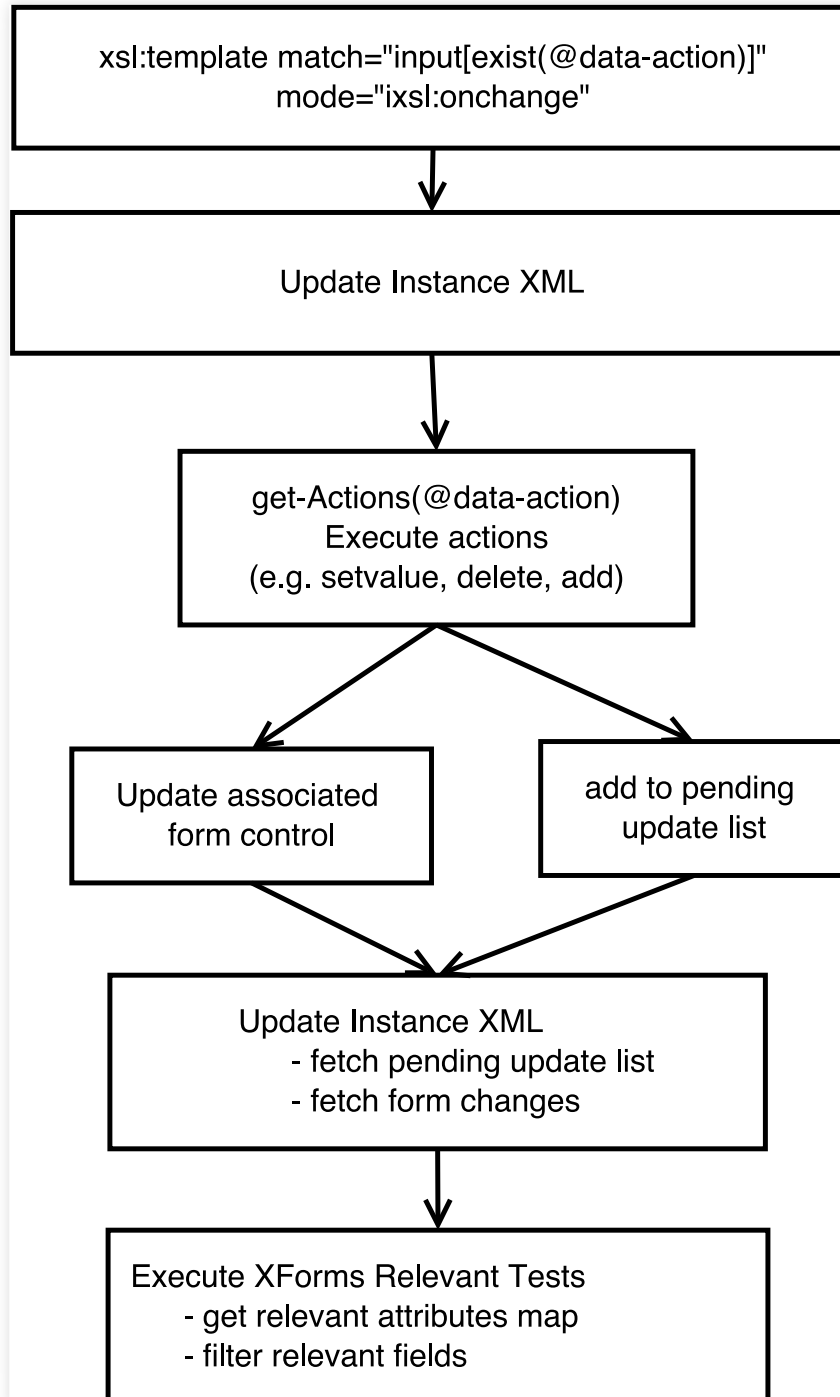 xsl:template match="input[exist(@data-action)]"
mode="ixsl:onchange"
Update Instance XML
get-Actions(@data-action)
Execute actions
(e.g. setvalue, delete, add)
Update associated
form control
add to pending
update list
Update Instance XML
- fetch pending update list
- fetch form changes
Execute XForms Relevant Tests
- get relevant attributes map
- filter relevant fields